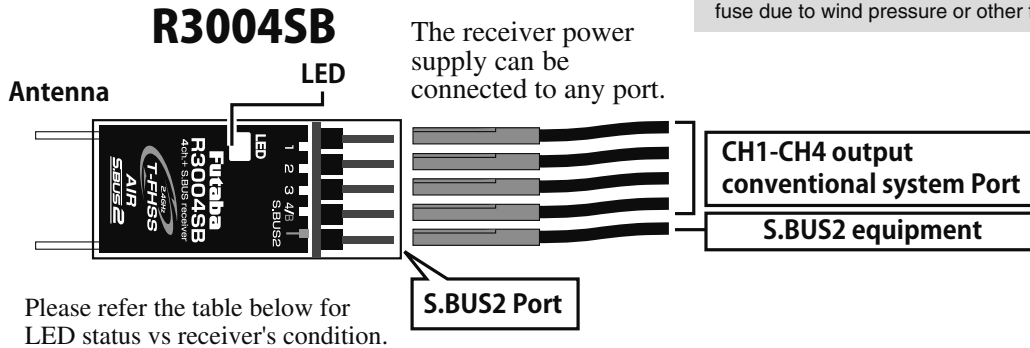 fuse due to wind pressure or other
R3004SB
The receiver power
supply can be
connected to any port.
LED
Antenna
LED
Futaba
R3004SB
4ch.+ S.BUS receiver
2.4GHz
T-FHSS
AIR
S.BUS2
1
2
3
4/B
S.BUS2
CH1-CH4 output
conventional system Port
S.BUS2 equipment
S.BUS2 Port
Please refer the table below for
LED status vs receiver's condition.